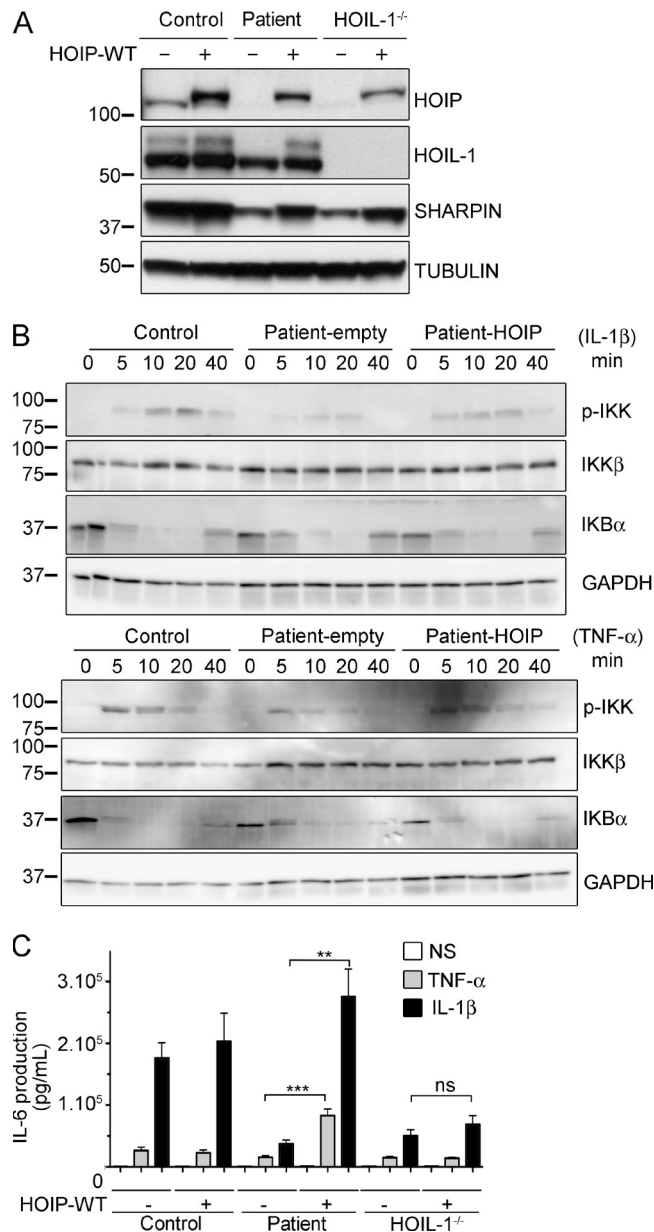 A
Control Patient HOIL-1-/-
HOIP-WT – + – + – +
HOIP
100
HOIL-1
50
SHARPIN
37
50 TUBULIN
B
Control Patient-empty Patient-HOIP (IL-1β)
0 5 10 20 40 0 5 10 20 40 0 5 10 20 40 min
100
p-IKK
75
100
IKKβ
75
37 IKBα
37
GAPDH
Control Patient-empty Patient-HOIP (TNF-α)
0 5 10 20 40 0 5 10 20 40 0 5 10 20 40 min
100
p-IKK
75
100
IKKβ
75
37 IKBα
37
GAPDH
C
NS
TNF-α
IL-1β
IL-6 production
(pg/mL)
3.10⁵
2.10⁵
1.10⁵
0
**
***
ns
HOIP-WT - + - + - +
Control Patient HOIL-1-/-